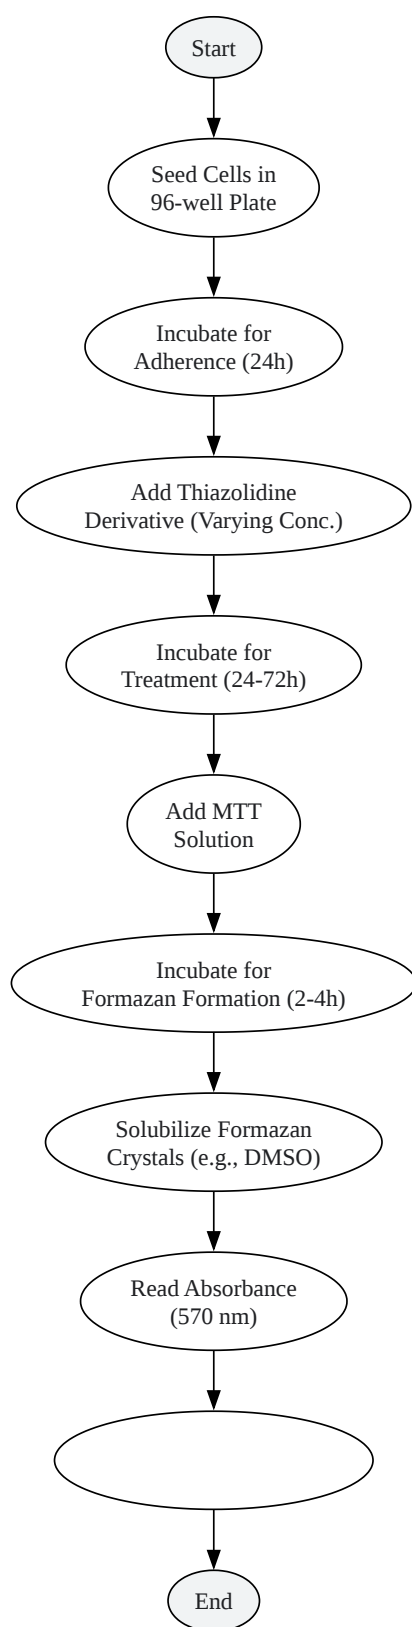 Start
Seed Cells in
96-well Plate
Incubate for
Adherence (24h)
Add Thiazolidine
Derivative (Varying Conc.)
Incubate for
Treatment (24-72h)
Add MTT
Solution
Incubate for
Formazan Formation (2-4h)
Solubilize Formazan
Crystals (e.g., DMSO)
Read Absorbance
(570 nm)
End